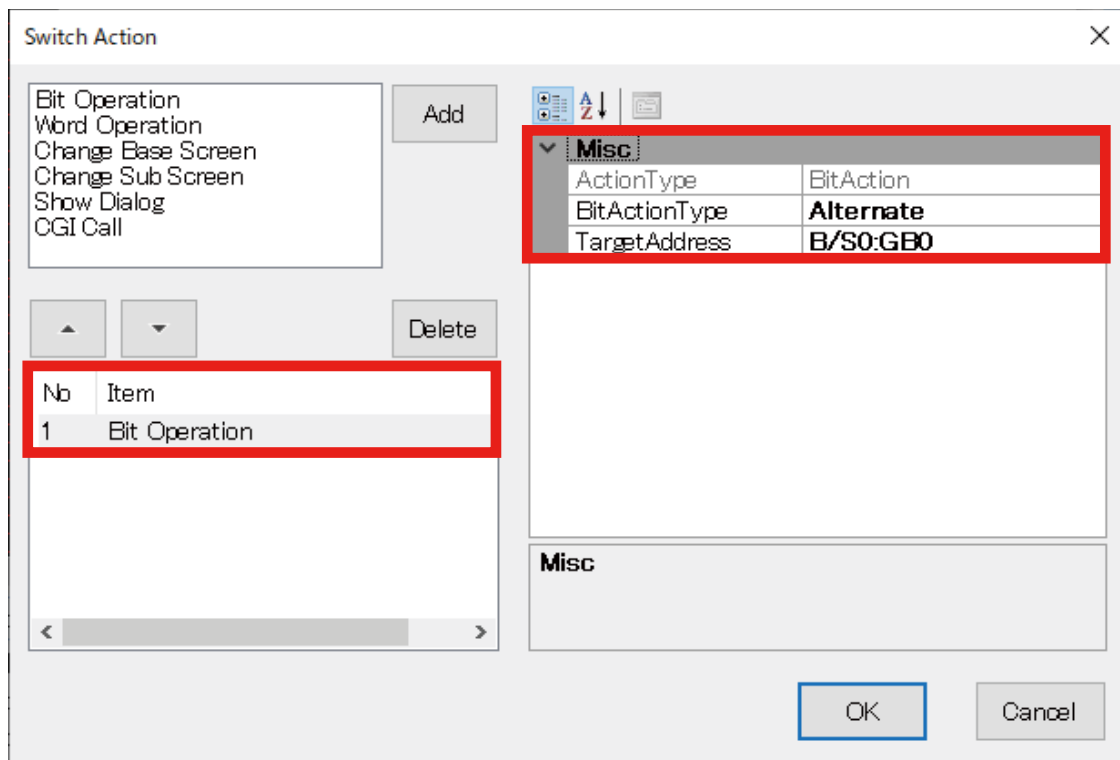 Switch Action
Bit Operation
Word Operation
Change Base Screen
Change Sub Screen
Show Dialog
CGI Call
Add
Delete
No Item
1 Bit Operation
A
Z
Misc
ActionType BitAction
BitActionType Alternate
TargetAddress B/S0:GB0
Misc
OK Cancel